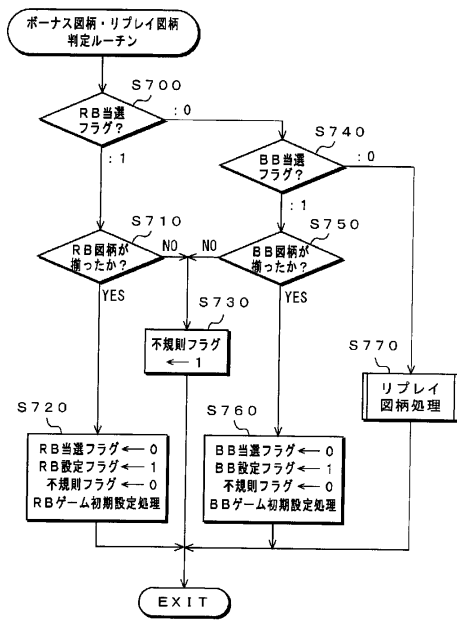 ボーナス図柄・リプレイ図柄
判定ルーチン
S700
RB当選
フラグ?
:0
:1
S740
BB当選
フラグ?
:0
:1
S710
RB図柄が
揃ったか?
NO
YES
S750
NO
BB図柄が
揃ったか?
YES
S730
不規則フラグ
← 1
S770
リプレイ
図柄処理
S720
RB当選フラグ← 0
RB設定フラグ← 1
不規則フラグ← 0
RBゲーム初期設定処理
S760
BB当選フラグ← 0
BB設定フラグ← 1
不規則フラグ← 0
BBゲーム初期設定処理
EXIT